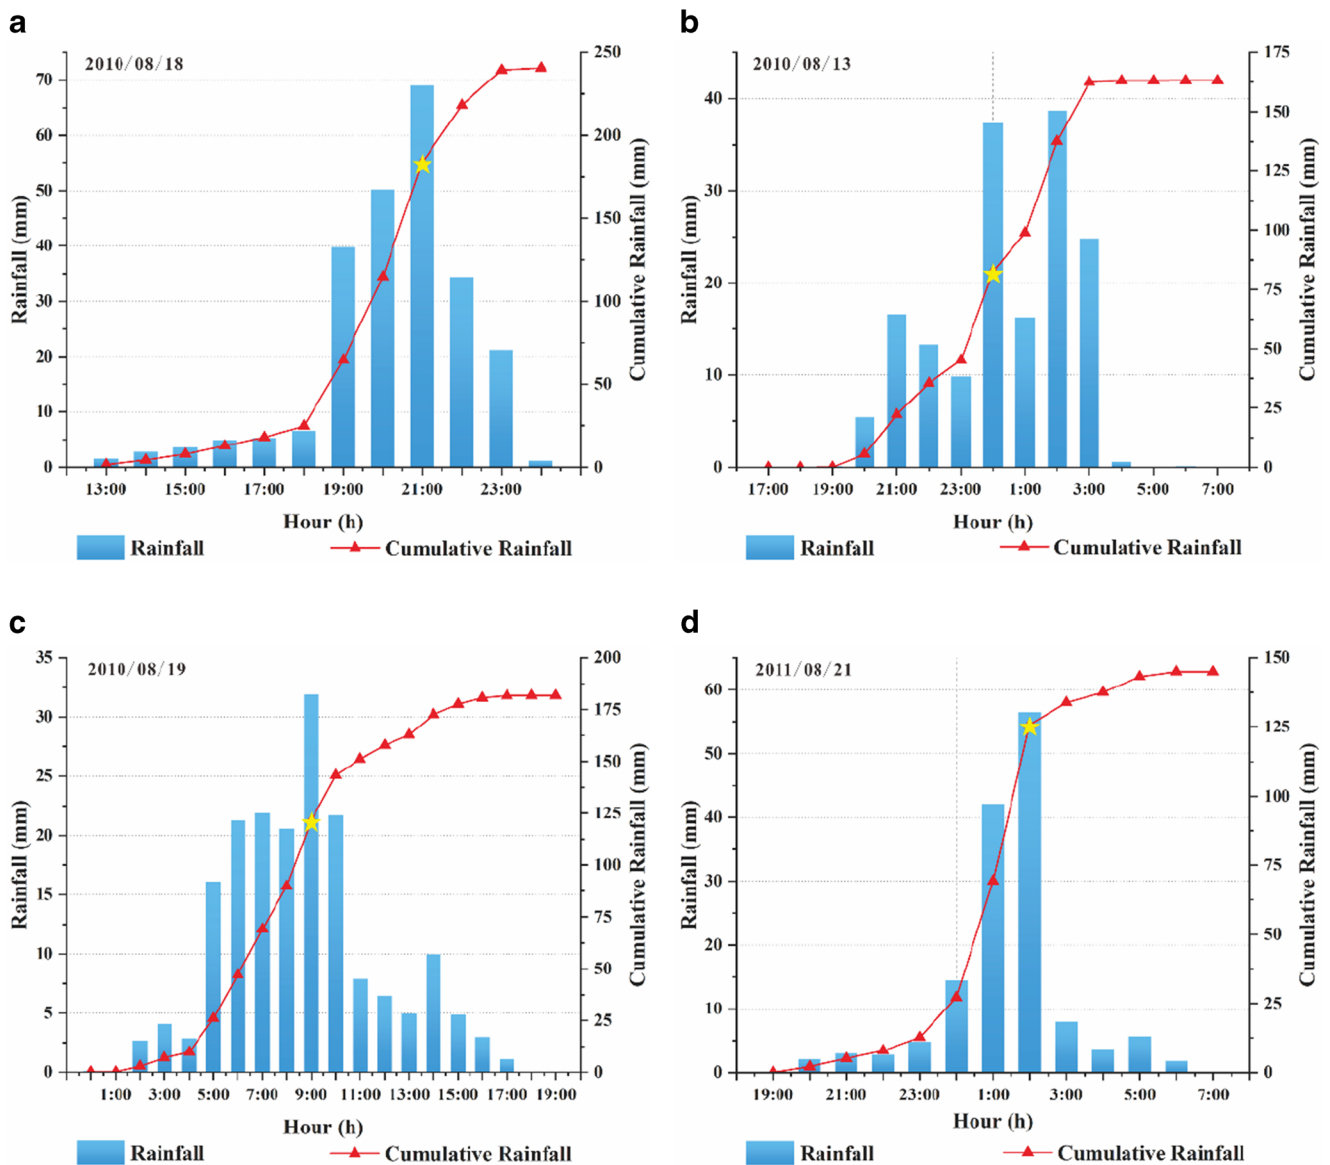 a
2010/08/18
Rainfall (mm)
70
60
50
40
30
20
10
0
250
200
150
100
50
0
Cumulative Rainfall (mm)
13:00 15:00 17:00 19:00 21:00 23:00
Hour (h)
Rainfall Cumulative Rainfall
b
2010/08/13
Rainfall (mm)
40
30
20
10
0
175
150
125
100
75
50
25
0
Cumulative Rainfall (mm)
17:00 19:00 21:00 23:00 1:00 3:00 5:00 7:00
Hour (h)
Rainfall Cumulative Rainfall
c
2010/08/19
Rainfall (mm)
35
30
25
20
15
10
5
0
200
175
150
125
100
75
50
25
0
Cumulative Rainfall (mm)
1:00 3:00 5:00 7:00 9:00 11:00 13:00 15:00 17:00 19:00
Hour (h)
Rainfall Cumulative Rainfall
d
2011/08/21
Rainfall (mm)
60
50
40
30
20
10
0
150
125
100
75
50
25
0
Cumulative Rainfall (mm)
19:00 21:00 23:00 1:00 3:00 5:00 7:00
Hour (h)
Rainfall Cumulative Rainfall